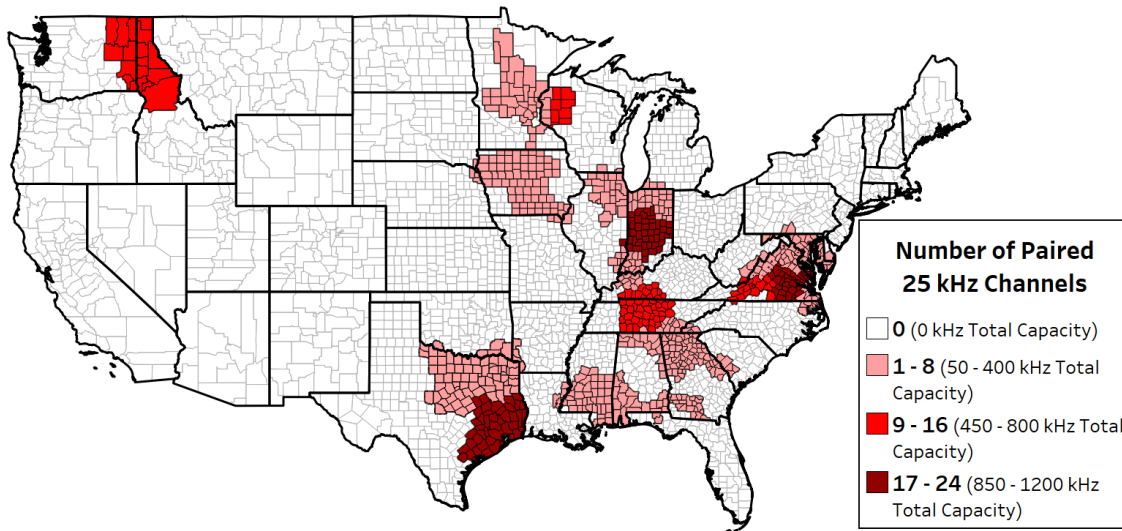 Number of Paired
25 kHz Channels
0 (0 kHz Total Capacity)
1 - 8 (50 - 400 kHz Total
Capacity)
9 - 16 (450 - 800 kHz Total
Capacity)
17 - 24 (850 - 1200 kHz
Total Capacity)